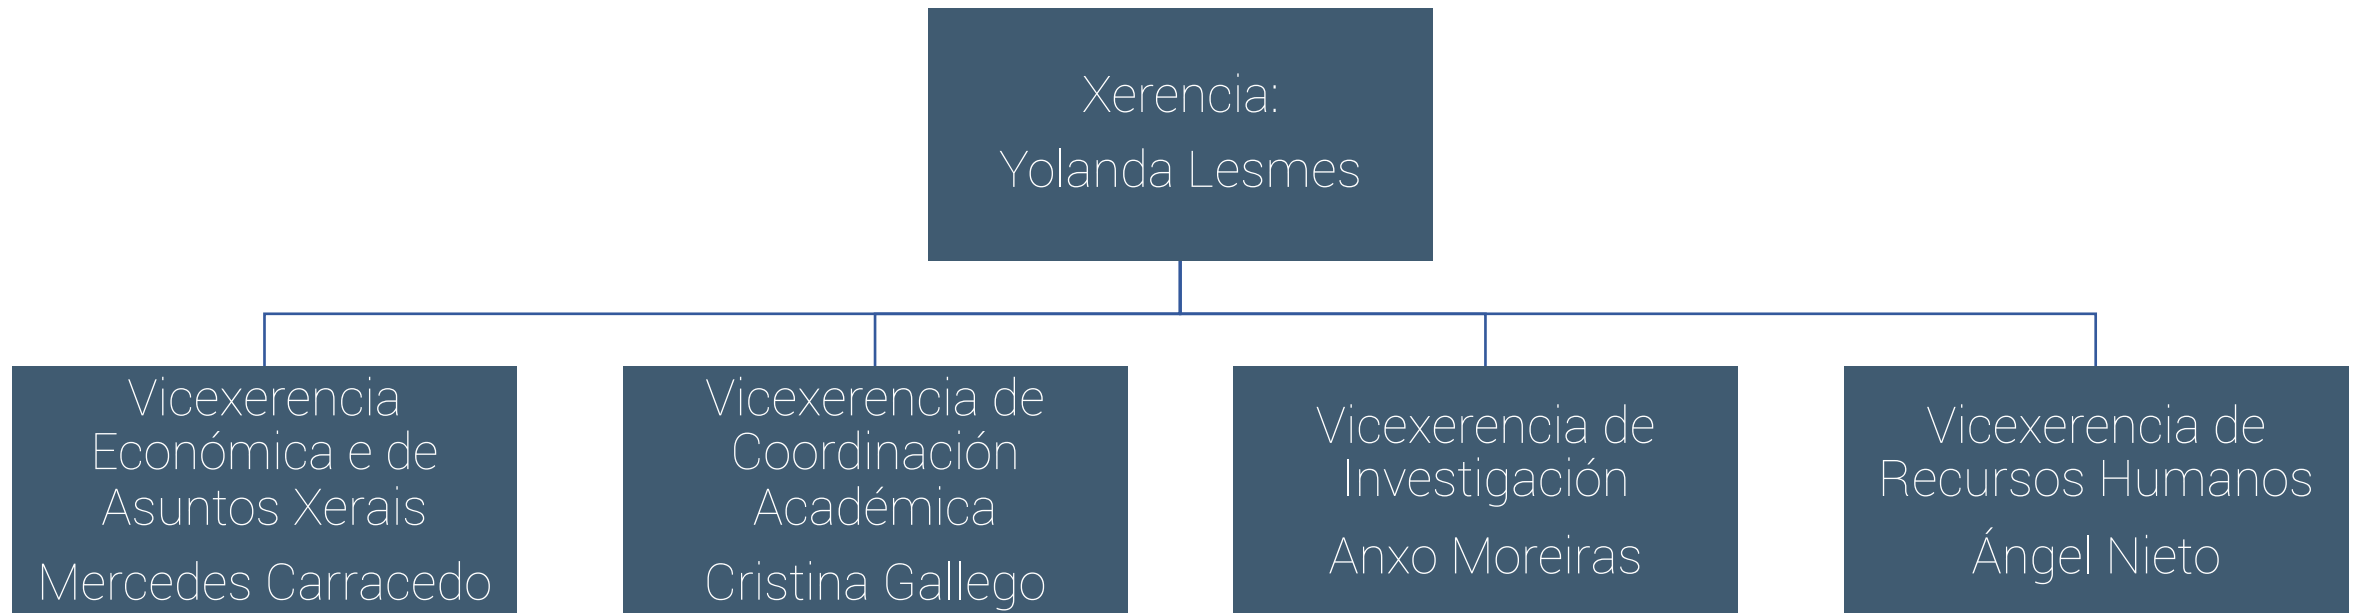 Xerencia:
Yolanda Lesmes
Vicexerencia
Económica e de
Asuntos Xerais
Mercedes Carracedo
Vicexerencia de
Coordinación
Académica
Cristina Gallego
Vicexerencia de
Investigación
Anxo Moreiras
Vicexerencia de
Recursos Humanos
Ángel Nieto